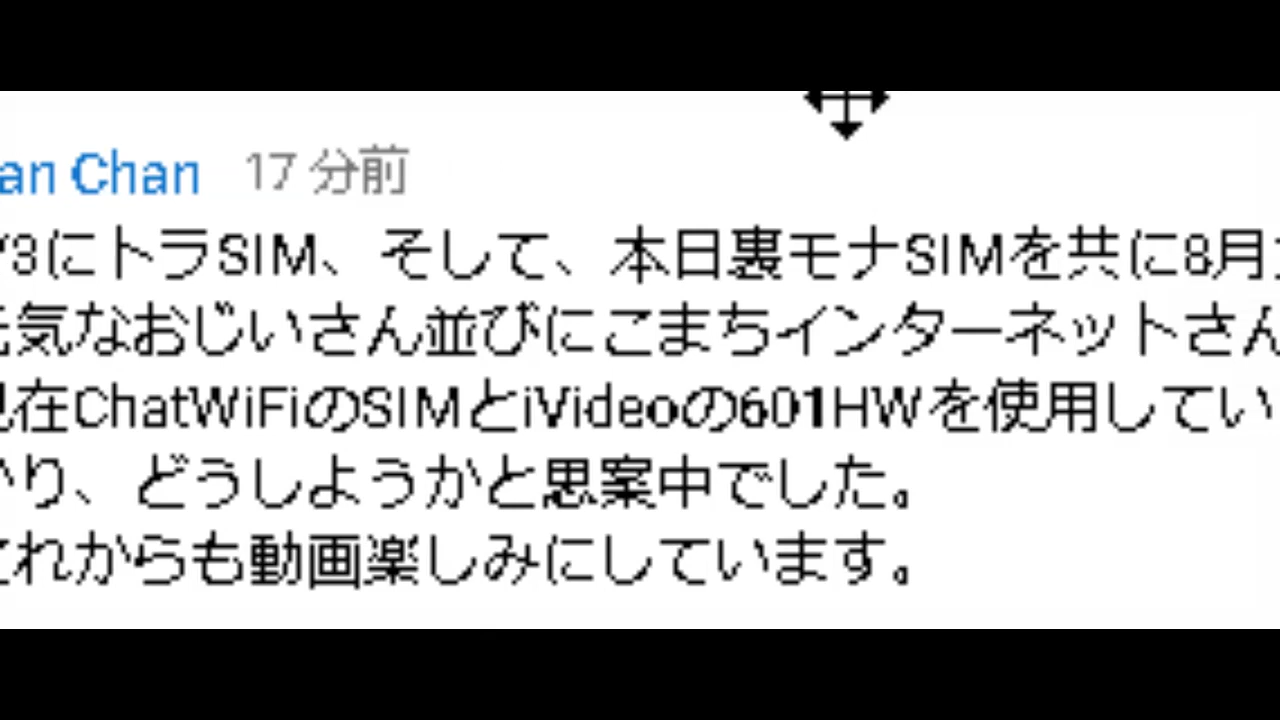 an Chan 17 分前
/3にトラSIM、そして、本日裏モナSIMを共に8月
気なおじいさん並びにこまちインターネットさん
在ChatWiFiのSIMとiVideoの601HWを使用してい
り、どうしようかと思案中でした。
れからも動画楽しみにしています。